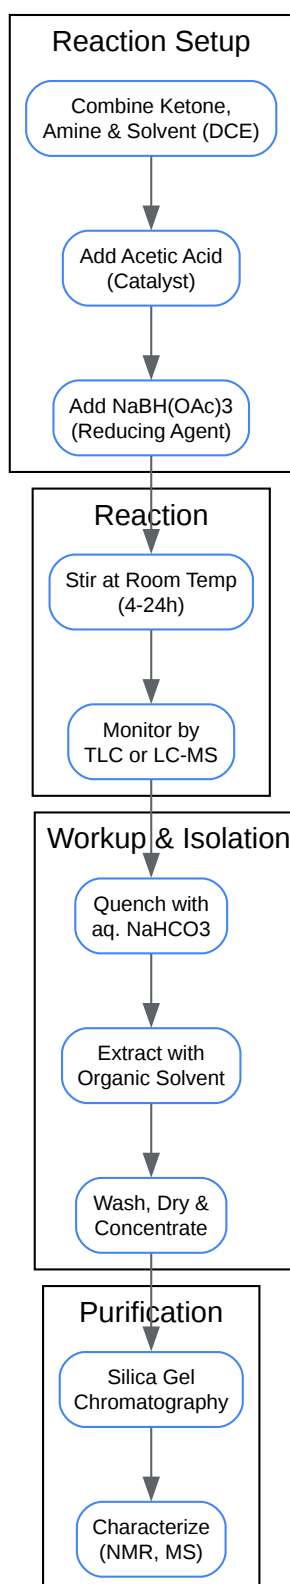 Reaction Setup
Combine Ketone,
Amine & Solvent (DCE)
Add Acetic Acid
(Catalyst)
Add NaBH(OAc)3
(Reducing Agent)
Reaction
Stir at Room Temp
(4-24h)
Monitor by
TLC or LC-MS
Workup & Isolation
Quench with
aq. NaHCO3
Extract with
Organic Solvent
Wash, Dry &
Concentrate
Purification
Silica Gel
Chromatography
Characterize
(NMR, MS)